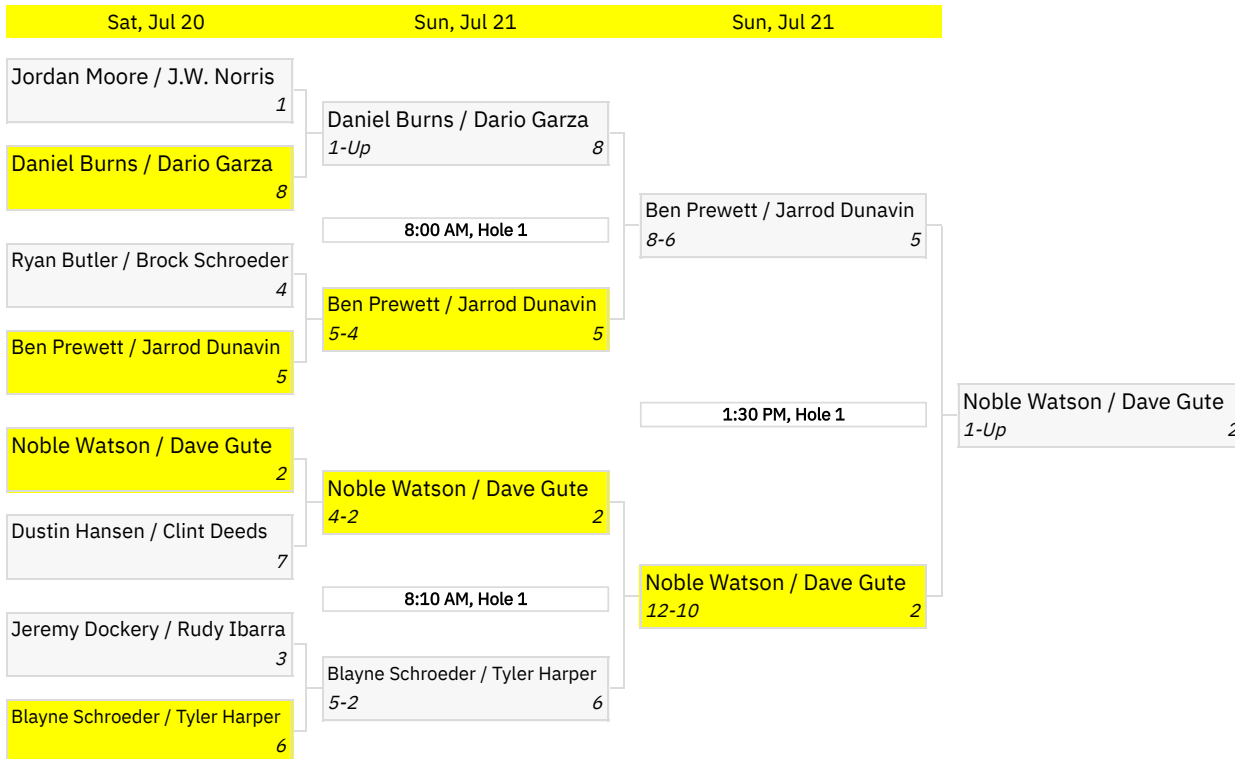 Sat, Jul 20
Sun, Jul 21
Sun, Jul 21
Jordan Moore / J.W. Norris
1
Daniel Burns / Dario Garza
8
Ryan Butler / Brock Schroeder
4
Ben Prewett / Jarrod Dunavin
5
Noble Watson / Dave Gute
2
Dustin Hansen / Clint Deeds
7
Jeremy Dockery / Rudy Ibarra
3
Blayne Schroeder / Tyler Harper
6
Daniel Burns / Dario Garza
1-Up 8
8:00 AM, Hole 1
Ben Prewett / Jarrod Dunavin
5-4 5
Noble Watson / Dave Gute
4-2 2
8:10 AM, Hole 1
Blayne Schroeder / Tyler Harper
5-2 6
Ben Prewett / Jarrod Dunavin
8-6 5
1:30 PM, Hole 1
Noble Watson / Dave Gute
12-10 2
Noble Watson / Dave Gute
1-Up 2